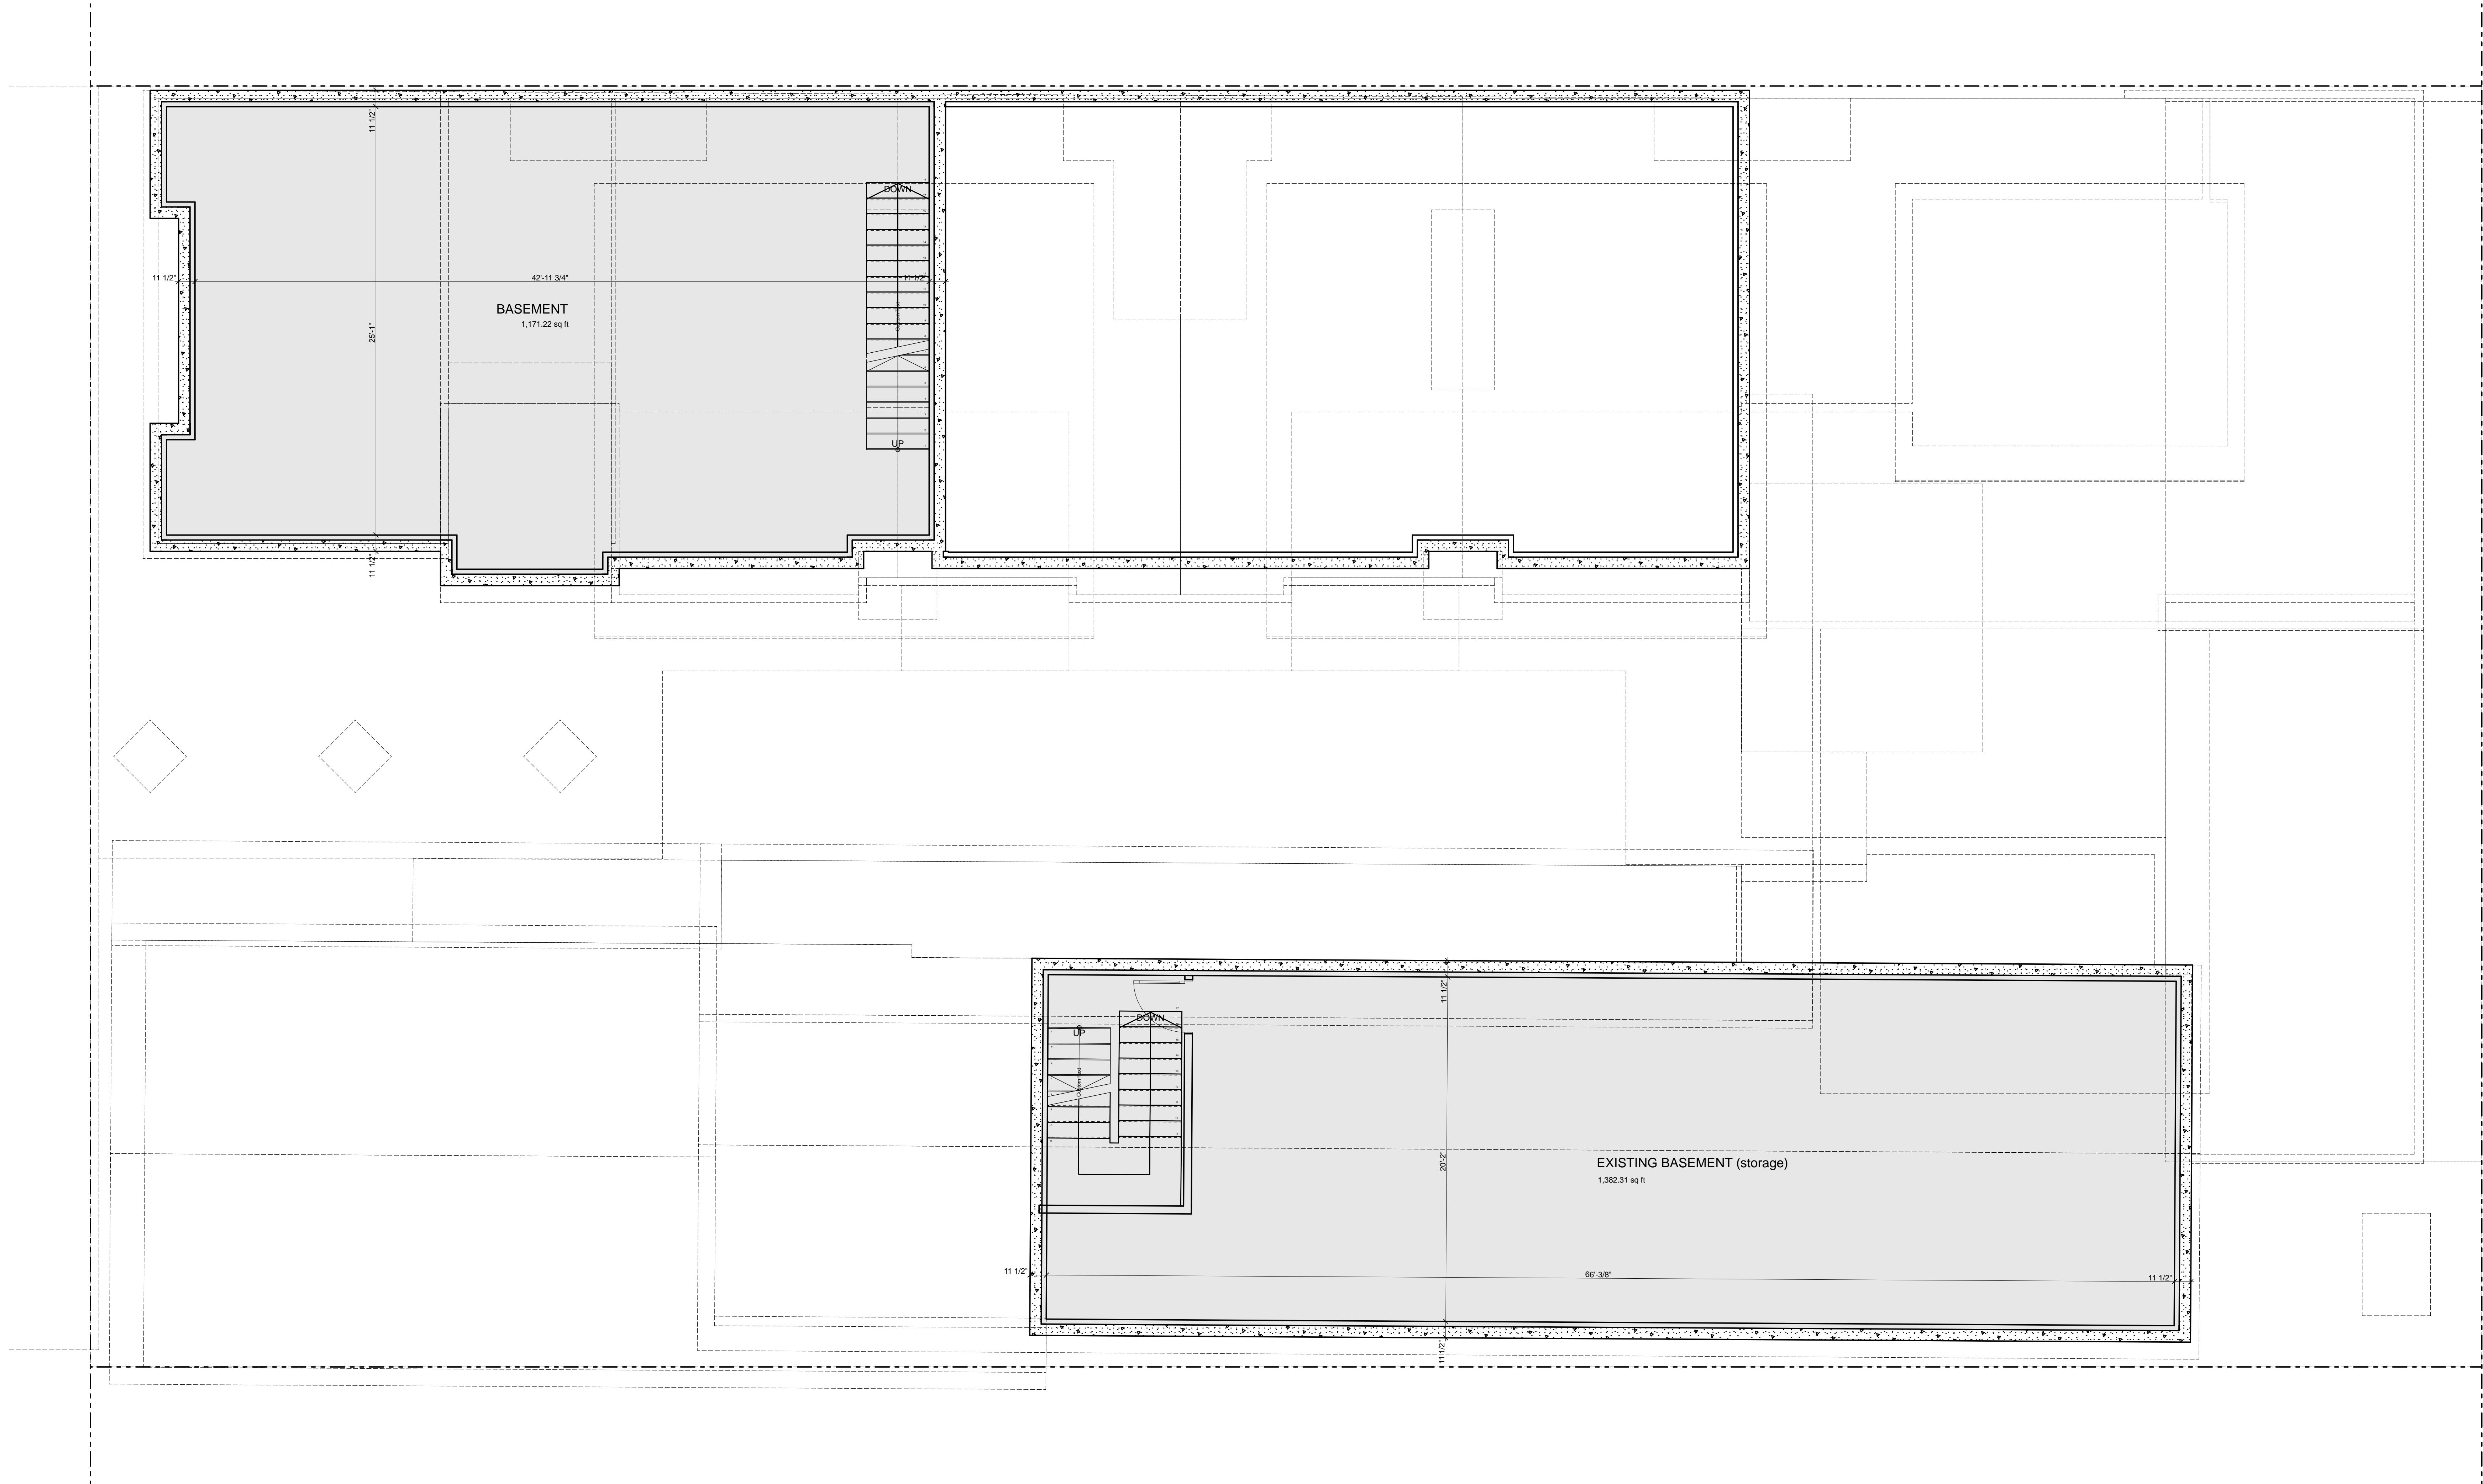 11 1/2"
DOWN
11 1/2"
42'-11 3/4"
11 1/2"
BASEMENT
1,171.22 sq ft
25'-1"
UP
11 1/2"
11 1/2"
DOWN
UP
20'-2"
EXISTING BASEMENT (storage)
1,382.31 sq ft
11 1/2"
66'-3/8"
11 1/2"
11 1/2"